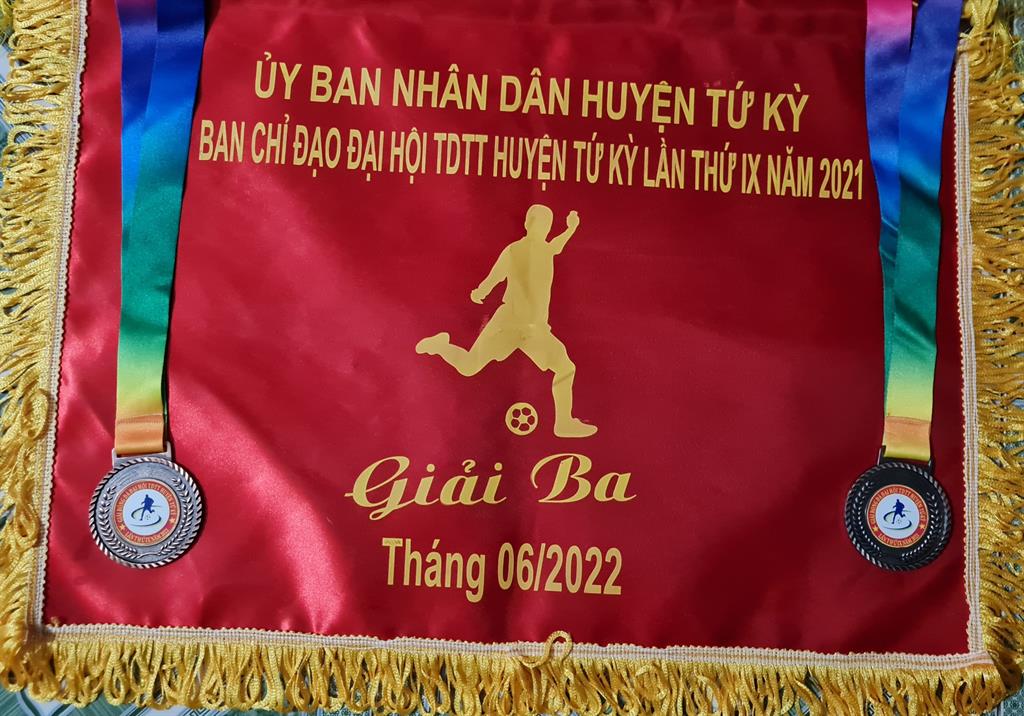 ỦY BAN NHÂN DÂN HUYỆN TỨ KỲ
BAN CHỈ ĐẠO ĐẠI HỘI TDTT HUYỆN TỨ KỲ LẦN THỨ IX NĂM 2021
Giải Ba
Tháng 06/2022